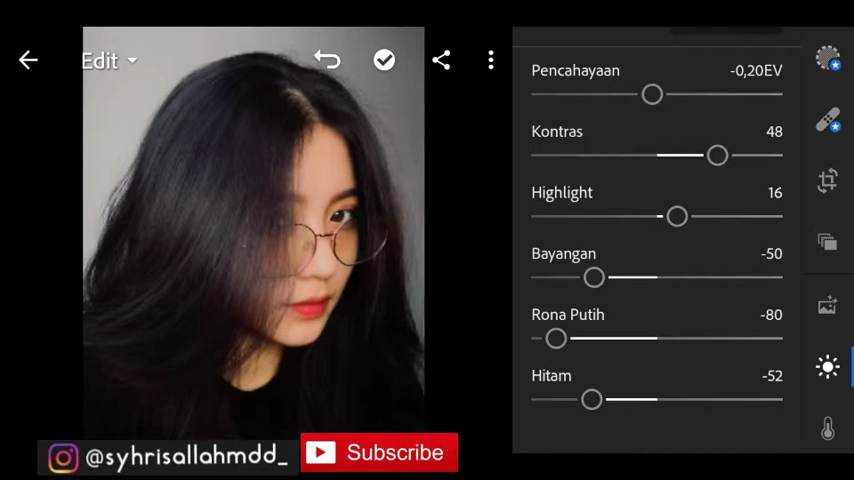 Edit
Pencahayaan -0,20EV
Kontras 48
Highlight 16
Bayangan -50
Rona Putih -80
Hitam -52
@syhrisallahmdd_
Subscribe